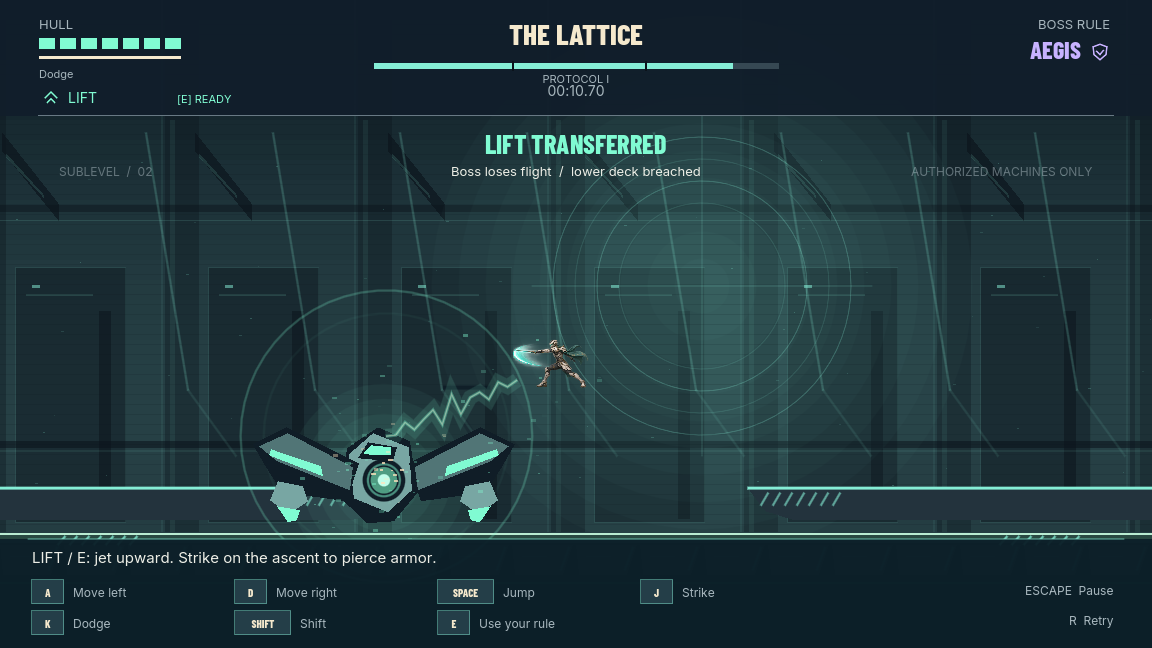 HULL
Dodge
LIFT
[E] READY
THE LATTICE
PROTOCOL I
00:10.70
BOSS RULE
AEGIS
LIFT TRANSFERRED
Boss loses flight / lower deck breached
SUBLEVEL / 02
AUTHORIZED MACHINES ONLY
LIFT / E: jet upward. Strike on the ascent to pierce armor.
A Move left
D Move right
SPACE Jump
J Strike
ESCAPE Pause
K Dodge
SHIFT Shift
E Use your rule
R Retry